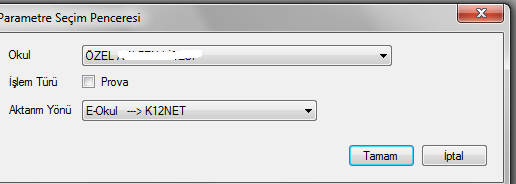 Parametre Seçim Penceresi
Okul ÖZEL
İşlem Türü Prova
Aktarım Yönü E-Okul ---> K12NET
Tamam İptal